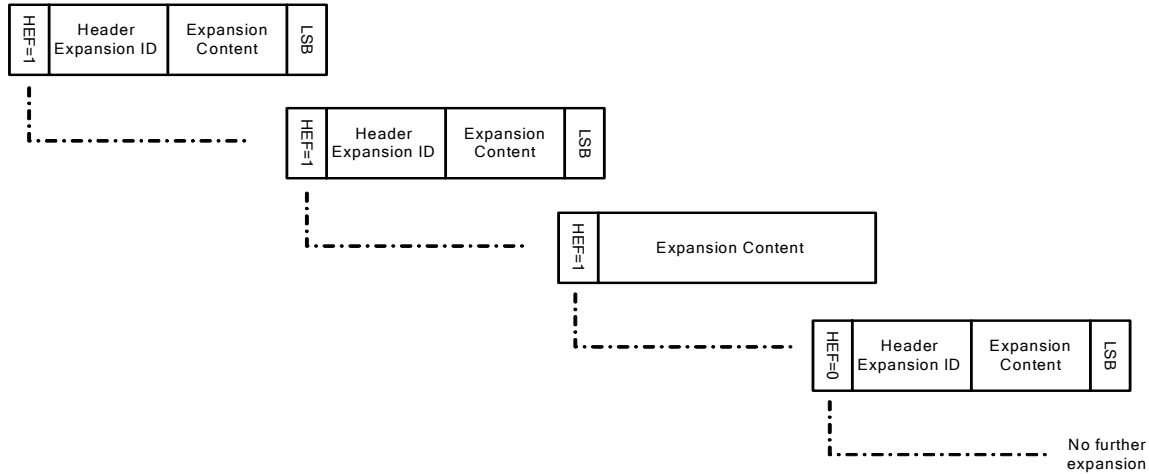 HEF=1
Header
Expansion ID
Expansion
Content
LSB
HEF=1
Header
Expansion ID
Expansion
Content
LSB
HEF=1
Expansion Content
HEF=0
Header
Expansion ID
Expansion
Content
LSB
No further
expansion